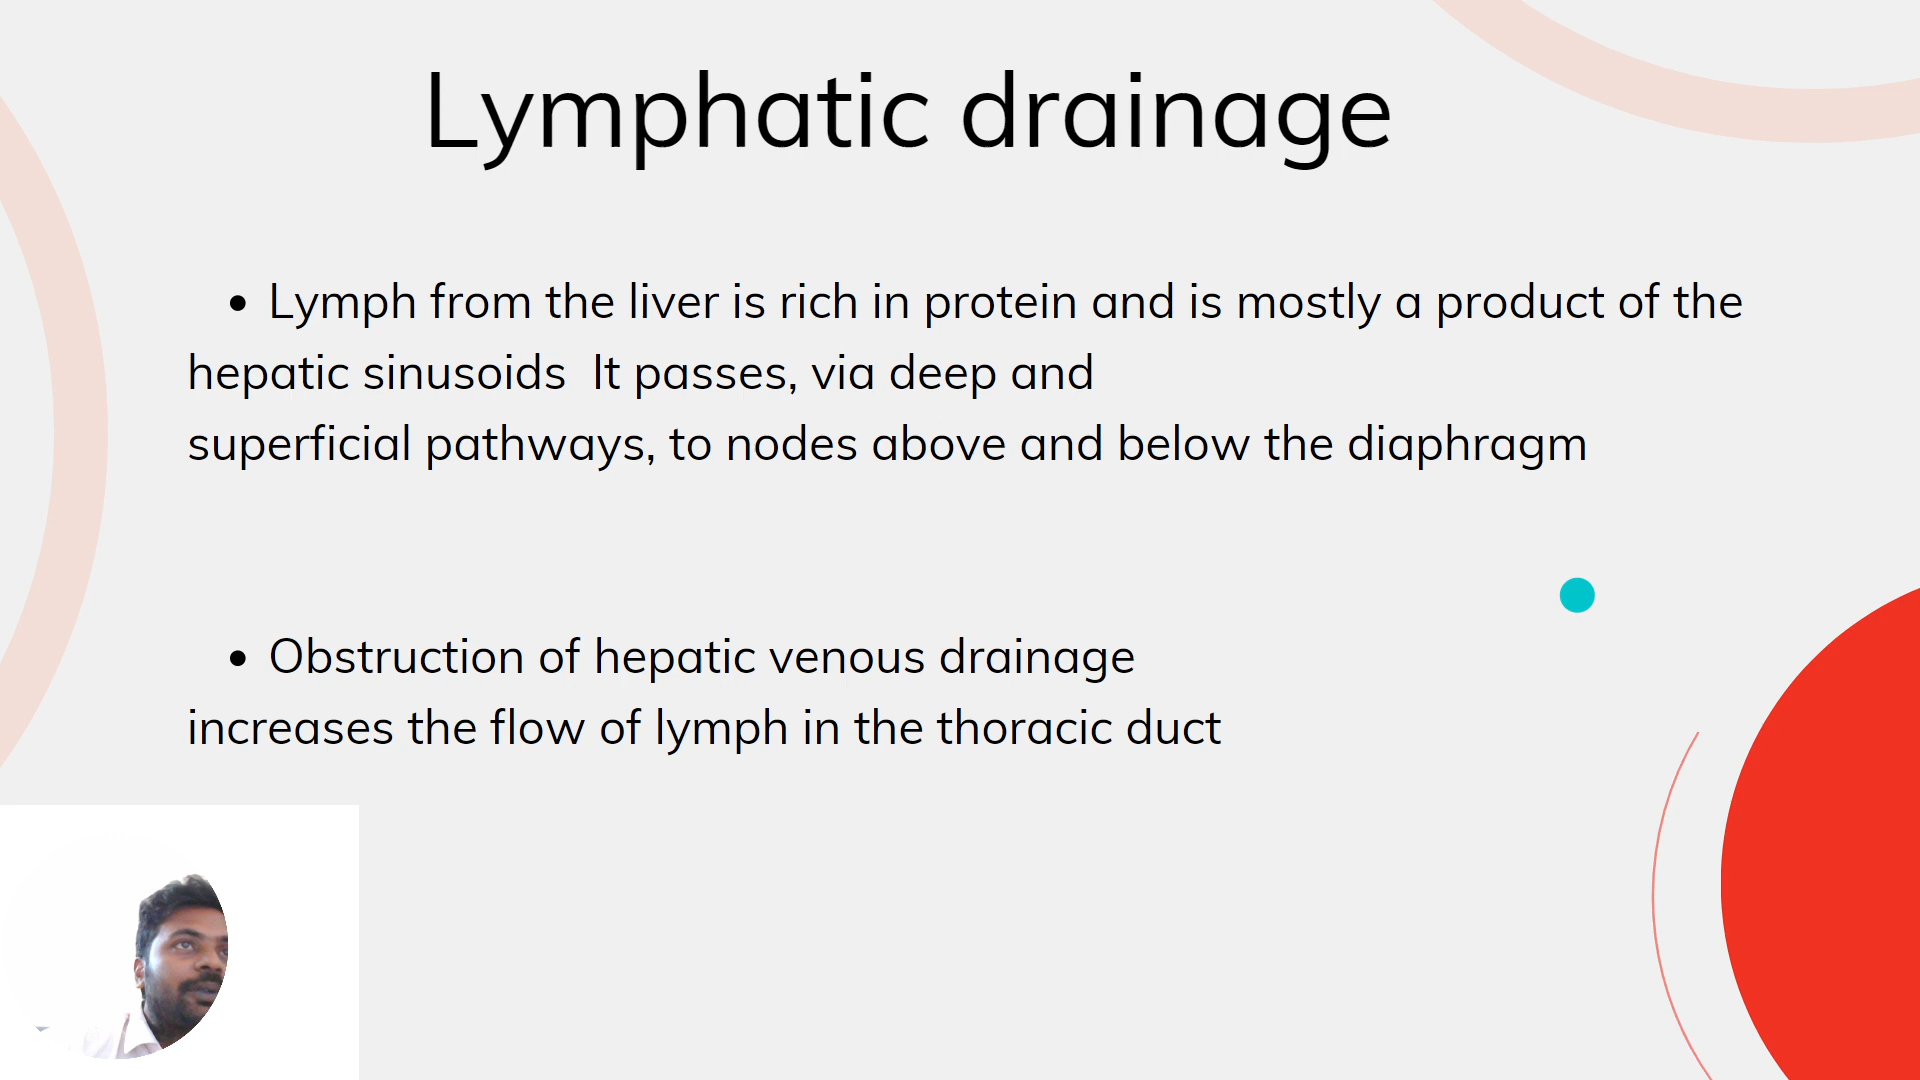 Lymphatic drainage
• Lymph from the liver is rich in protein and is mostly a product of the
hepatic sinusoids  It passes, via deep and
superficial pathways, to nodes above and below the diaphragm
• Obstruction of hepatic venous drainage
increases the flow of lymph in the thoracic duct